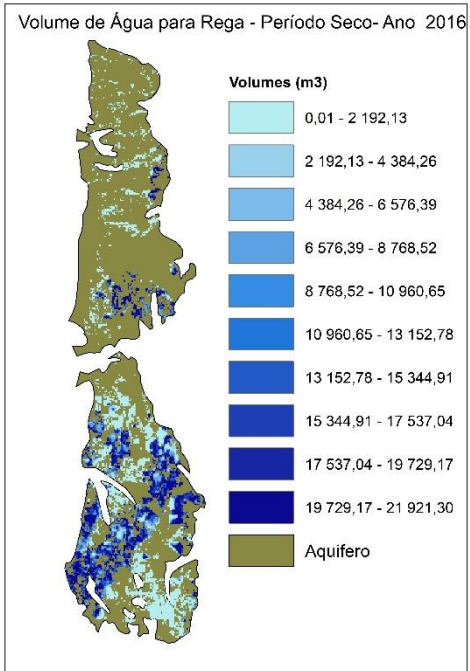 Volume de Água para Rega - Período Seco- Ano 2016
Volumes (m3)
0,01 - 2 192,13
2 192,13 - 4 384,26
4 384,26 - 6 576,39
6 576,39 - 8 768,52
8 768,52 - 10 960,65
10 960,65 - 13 152,78
13 152,78 - 15 344,91
15 344,91 - 17 537,04
17 537,04 - 19 729,17
19 729,17 - 21 921,30
Aquifero